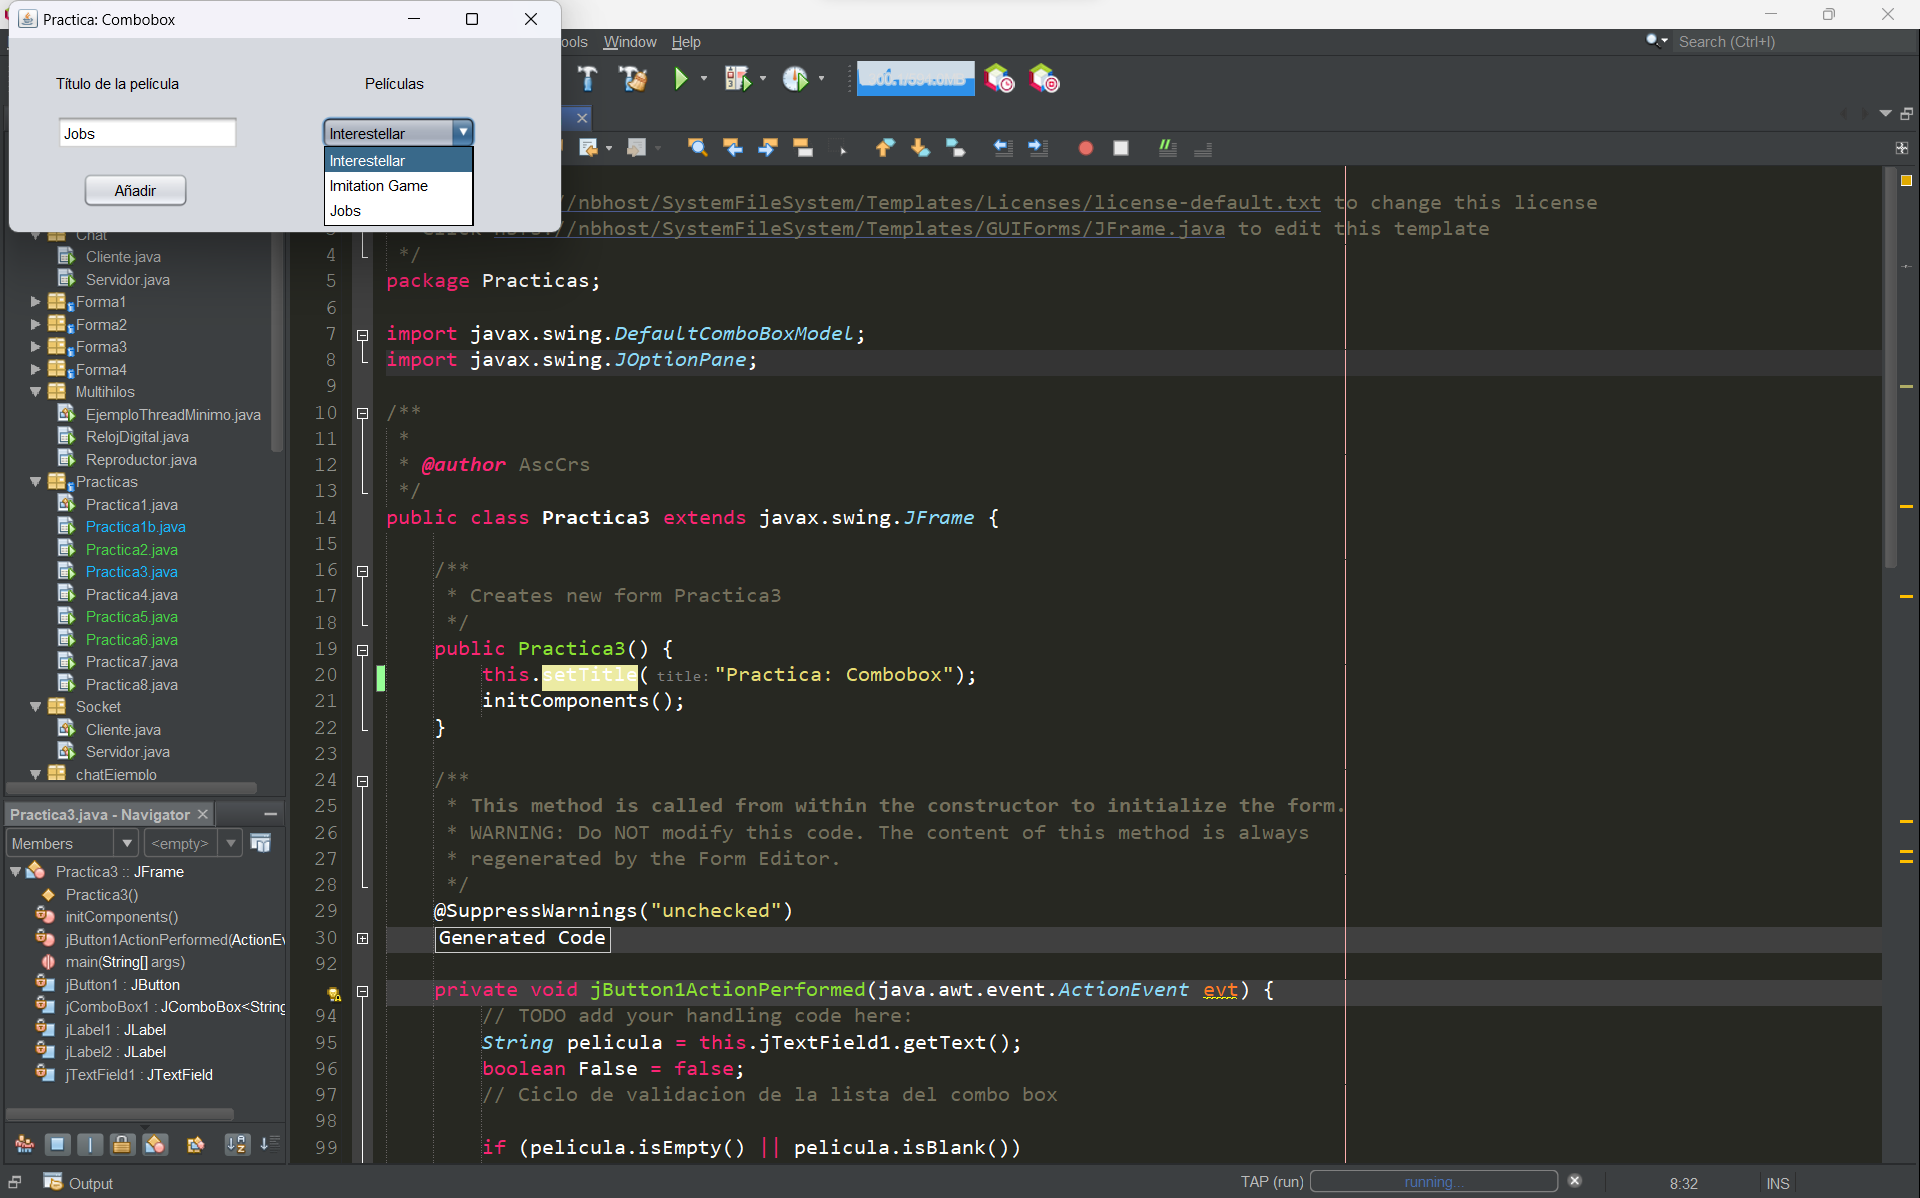 Practica: Combobox
Título de la película
Películas
Jobs
Interestellar
Interestellar
Imitation Game
Jobs
Añadir
ools Window Help
Search (Ctrl+I)
Chat
Cliente.java
Servidor.java
Forma1
Forma2
Forma3
Forma4
Multihilos
EjemploThreadMinimo.java
RelojDigital.java
Reproductor.java
Practicas
Practica1.java
Practica1b.java
Practica2.java
Practica3.java
Practica4.java
Practica5.java
Practica6.java
Practica7.java
Practica8.java
Socket
Cliente.java
Servidor.java
chatEjemplo
Practica3.java - Navigator
Members <empty>
Practica3 :: JFrame
Practica3()
initComponents()
jButton1ActionPerformed(ActionEv
main(String[] args)
jButton1 : JButton
jComboBox1 : JComboBox<String
jLabel1 : JLabel
jLabel2 : JLabel
jTextField1 : JTextField
//nbhost/SystemFileSystem/Templates/Licenses/license-default.txt to change this license
//nbhost/SystemFileSystem/Templates/GUIForms/JFrame.java to edit this template
4 */
5 package Practicas;
6
7 import javax.swing.DefaultComboBoxModel;
8 import javax.swing.JOptionPane;
9
10 /**
11 *
12 * @author AscCrs
13 */
14 public class Practica3 extends javax.swing.JFrame {
15
16 /**
17 * Creates new form Practica3
18 */
19 public Practica3() {
20 this.setTitle( title: "Practica: Combobox");
21 initComponents();
22 }
23
24 /**
25 * This method is called from within the constructor to initialize the form.
26 * WARNING: Do NOT modify this code. The content of this method is always
27 * regenerated by the Form Editor.
28 */
29 @SuppressWarnings("unchecked")
30 Generated Code
92
private void jButton1ActionPerformed(java.awt.event.ActionEvent evt) {
94 // TODO add your handling code here:
95 String pelicula = this.jTextField1.getText();
96 boolean False = false;
97 // Ciclo de validacion de la lista del combo box
98
99 if (pelicula.isEmpty() || pelicula.isBlank())
Output
TAP (run) running... 8:32 INS